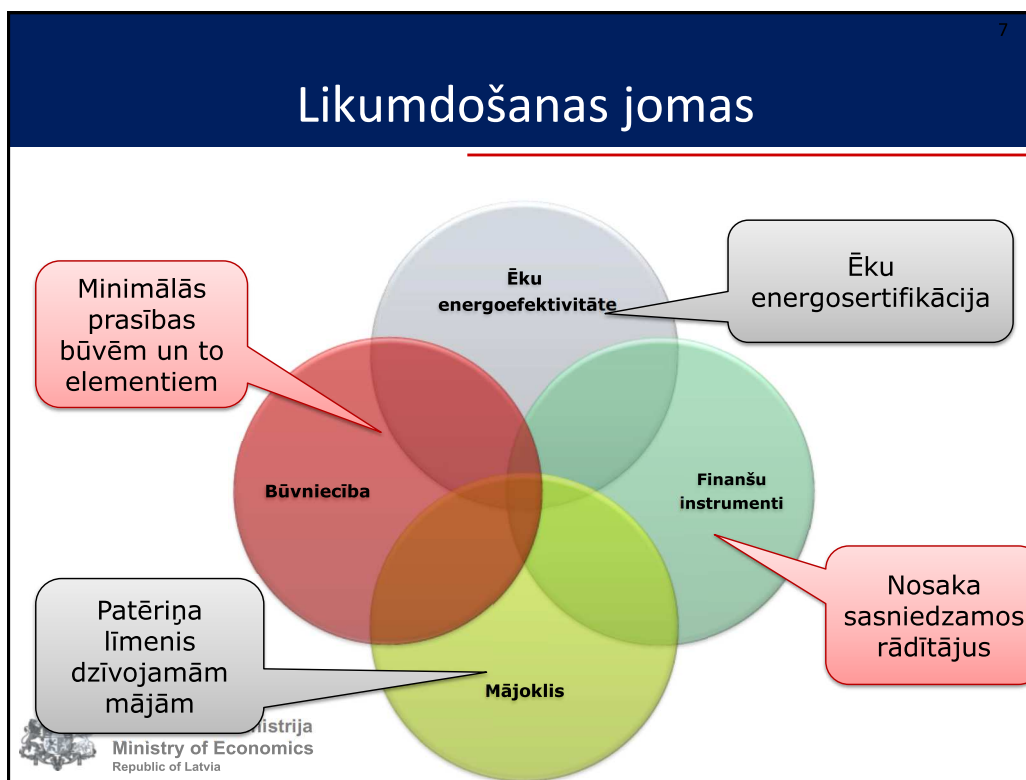 7
Likumdošanas jomas
Ēku
energoefektivitāte
Ēku
energosertifikācija
Minimālās
prasības
būvēm un to
elementiem
Būvniecība
Finanšu
instrumenti
Nosaka
sasniedzamos
rādītājus
Patēriņa
līmenis
dzīvojamām
mājām
Mājoklis
Ministry of Economics
Republic of Latvia